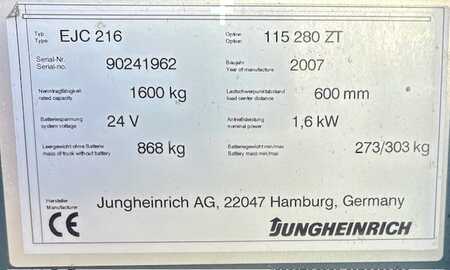 Typ EJC 216 Option 115 280 ZT
Type Option
Serial-Nr. 90241962 Baujahr 2007
Serial-no. Year of manufacture
Nenntragfähigkeit 1600 kg Lastschwerpunktabstand 600 mm
rated capacity load center distance
Batteriespannung 24 V Antriebsleistung 1,6 kW
system voltage nominal power
Leergewicht ohne Batterie 868 kg Batteriegewicht min/max 273/303 kg
mass of truck without battery Battery mass min/max
Hersteller Jungheinrich AG, 22047 Hamburg, Germany
Manufacturer
CE JUNGHEINRICH